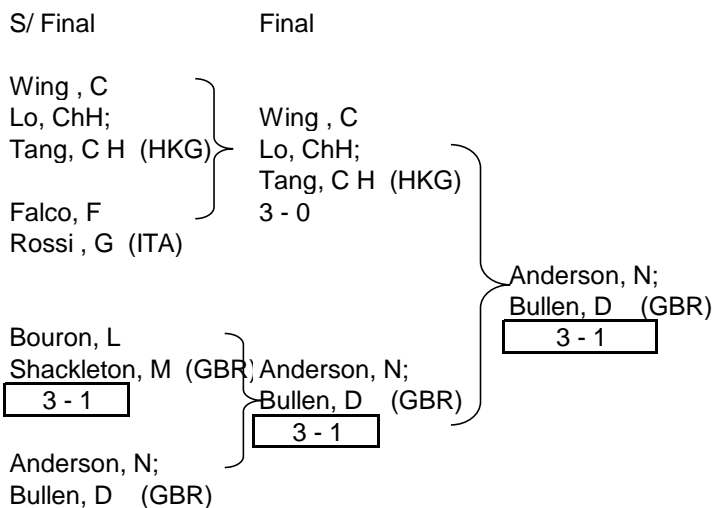 S/ Final
Final
Wing , C
Lo, ChH;
Tang, C H (HKG)
Falco, F
Rossi , G (ITA)
Bouron, L
Shackleton, M (GBR)
3 - 1
Anderson, N;
Bullen, D (GBR)
Wing , C
Lo, ChH;
Tang, C H (HKG)
3 - 0
Anderson, N;
Bullen, D (GBR)
3 - 1
Anderson, N;
Bullen, D (GBR)
3 - 1